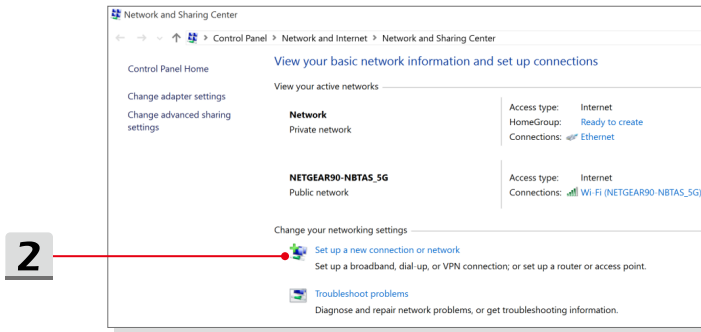 Network and Sharing Center
Control Panel > Network and Internet > Network and Sharing Center
Control Panel Home
Change adapter settings
Change advanced sharing
settings
View your basic network information and set up connections
View your active networks
Network
Private network
Access type: Internet
HomeGroup: Ready to create
Connections: Ethernet
NETGEAR90-NBTAS_5G
Public network
Access type: Internet
Connections: Wi-Fi (NETGEAR90-NBTAS_5G)
Change your networking settings
2
Set up a new connection or network
Set up a broadband, dial-up, or VPN connection; or set up a router or access point.
Troubleshoot problems
Diagnose and repair network problems, or get troubleshooting information.